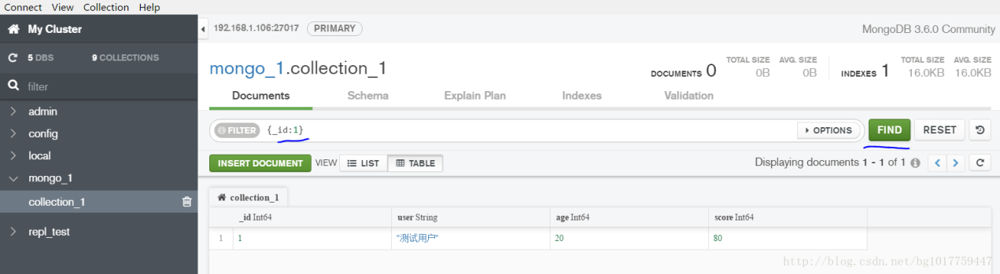 Connect View Collection Help
My Cluster
192.168.1.106:27017 PRIMARY MongoDB 3.6.0 Community
5 DBS 9 COLLECTIONS
filter
mongo_1.collection_1
DOCUMENTS 0 TOTAL SIZE 0B AVG. SIZE 0B INDEXES 1 TOTAL SIZE 16.0KB AVG. SIZE 16.0KB
admin
config
local
mongo_1
collection_1
repl_test
Documents Schema Explain Plan Indexes Validation
FILTER {_id:1} OPTIONS FIND RESET
INSERT DOCUMENT VIEW LIST TABLE Displaying documents 1 - 1 of 1
collection_1
_id Int64 user String age Int64 score Int64
1 1 "测试用户" 20 80
http://blog.csdn.net/bg1017759447